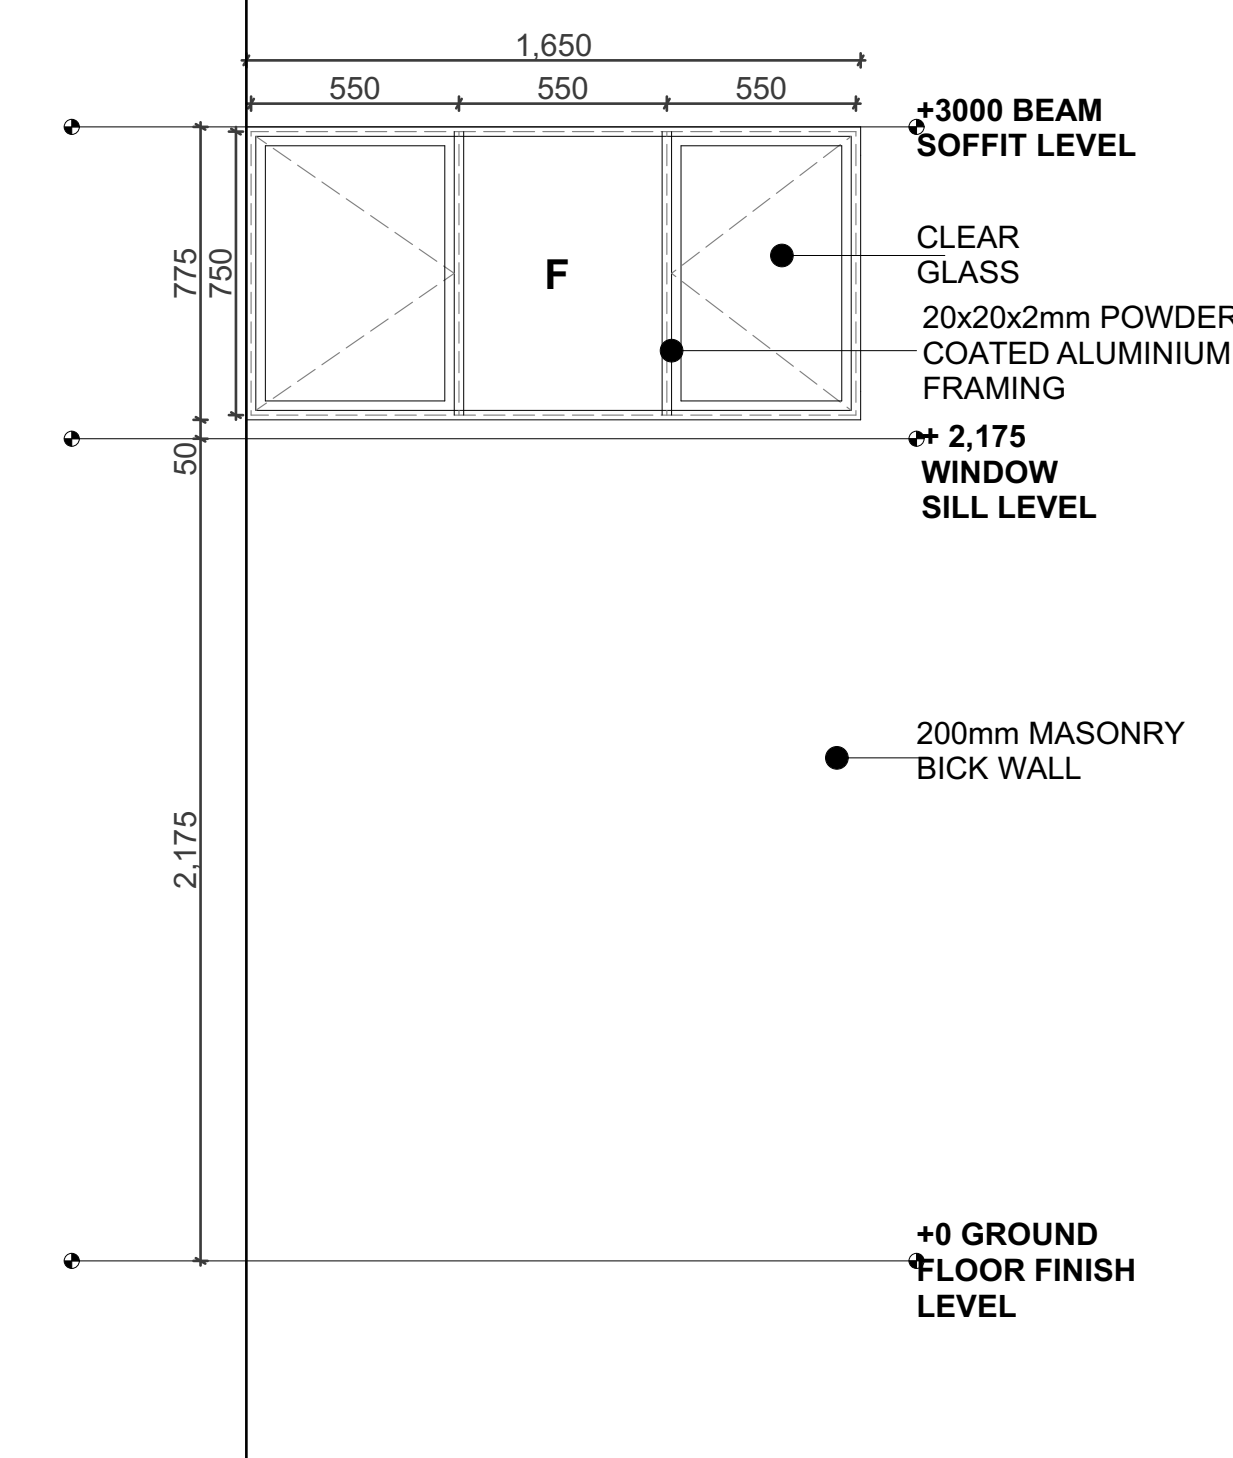 1,650
550
550
550
+3000 BEAM
SOFFIT LEVEL
775
750
F
CLEAR
GLASS
20x20x2mm POWDER
COATED ALUMINIUM
FRAMING
50
+ 2,175
WINDOW
SILL LEVEL
200mm MASONRY
BICK WALL
2,175
+0 GROUND
FLOOR FINISH
LEVEL